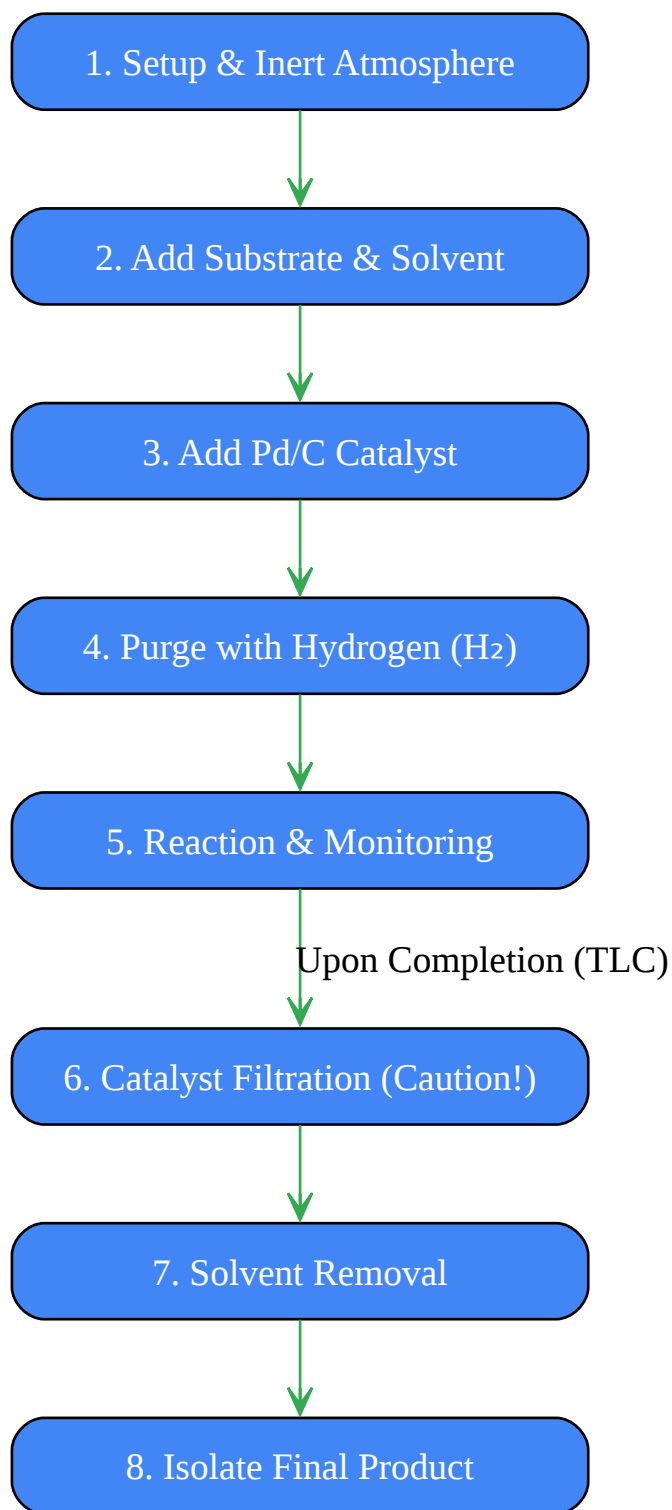 1. Setup & Inert Atmosphere
2. Add Substrate & Solvent
3. Add Pd/C Catalyst
4. Purge with Hydrogen (H₂)
5. Reaction & Monitoring
Upon Completion (TLC)
6. Catalyst Filtration (Caution!)
7. Solvent Removal
8. Isolate Final Product